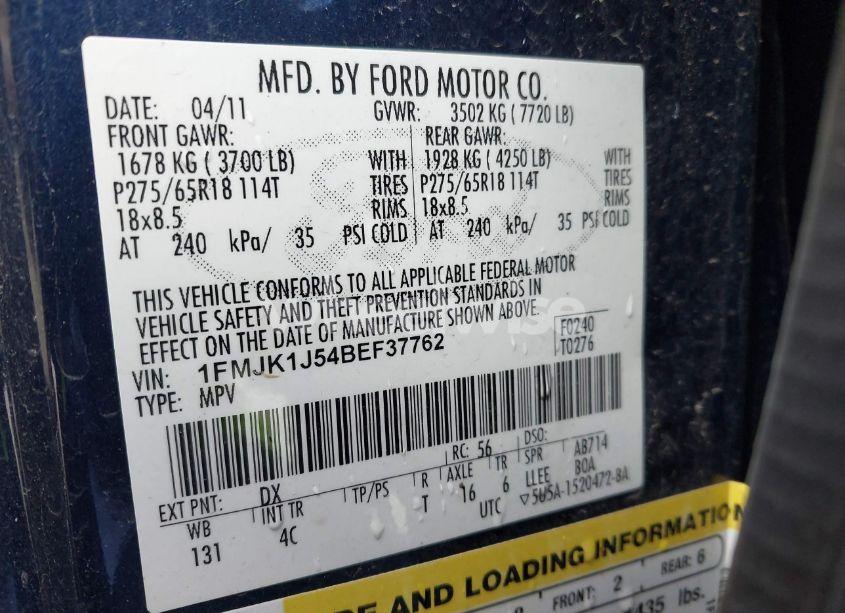 MFD. BY FORD MOTOR CO.
DATE: 04/11 GVWR: 3502 KG ( 7720 LB)
FRONT GAWR: REAR GAWR:
1678 KG ( 3700 LB) WITH 1928 KG ( 4250 LB) WITH
P275/65R18 114T TIRES P275/65R18 114T TIRES
18x8.5 RIMS 18x8.5 RIMS
AT 240 kPa/ 35 PSI COLD AT 240 kPa/ 35 PSI COLD
THIS VEHICLE CONFORMS TO ALL APPLICABLE FEDERAL MOTOR
VEHICLE SAFETY AND THEFT PREVENTION STANDARDS IN
EFFECT ON THE DATE OF MANUFACTURE SHOWN ABOVE.
VIN: 1FMJK1J54BEF37762 F0240
TYPE: MPV T0276
RC: 56 DSO:
EXT PNT: DX TP/PS R AXLE TR SPR AB714
WB INT TR T 16 6 LLEE BOA
131 4C UTC ▽5U5A-1520472-8A
AND LOADING INFORMATION
FRONT: 2 REAR: 6
lbs.